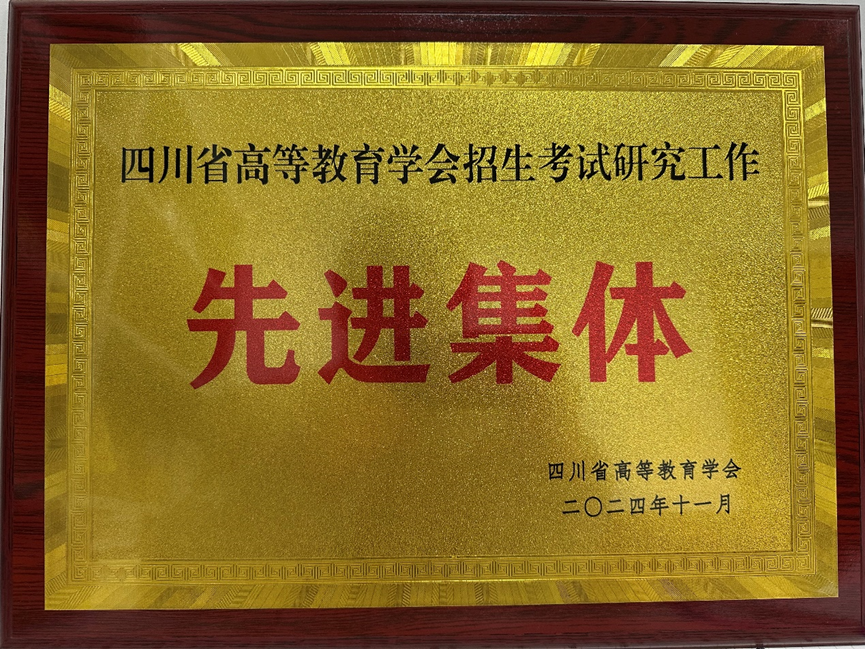 四川省高等教育学会招生考试研究工作
先进集体
四川省高等教育学会
二〇二四年十一月